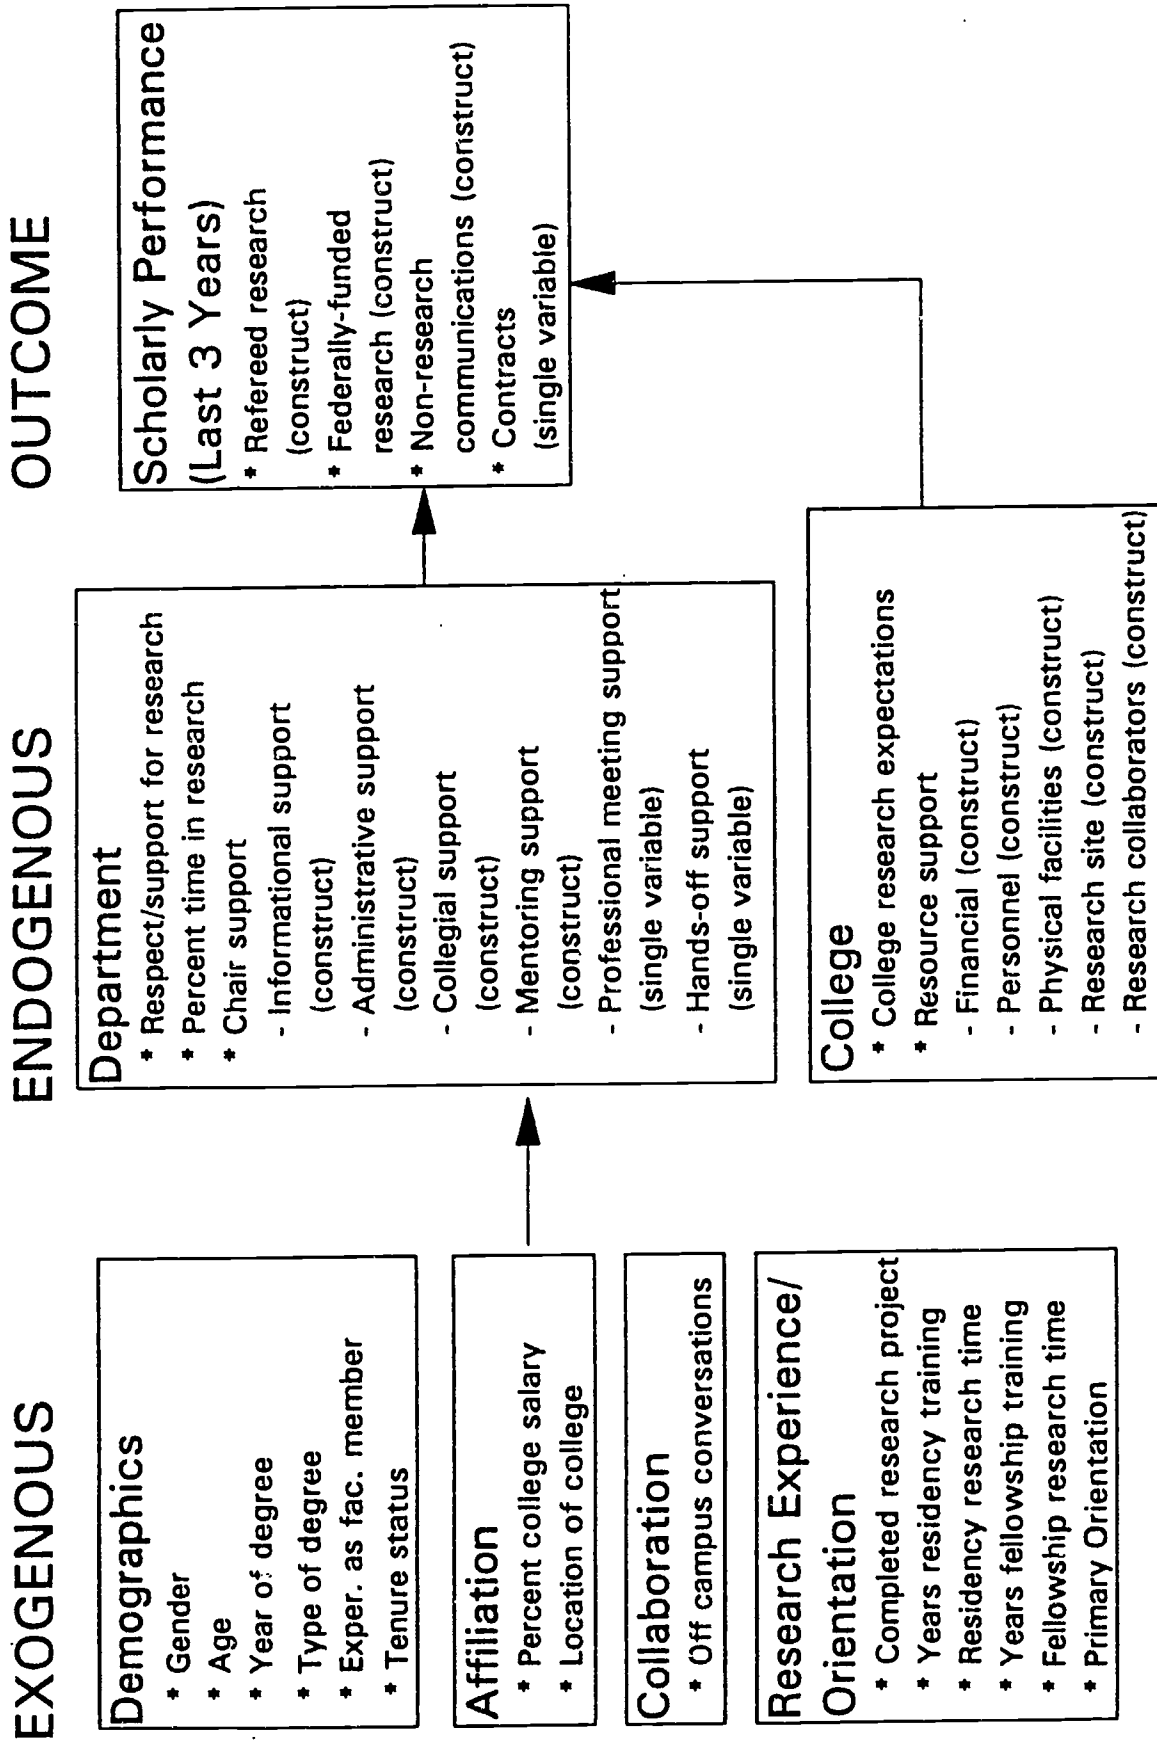 EXOGENOUS
Demographics
* Gender
* Age
* Year of degree
* Type of degree
* Exper. as fac. member
* Tenure status
Affiliation
* Percent college salary
* Location of college
Collaboration
* Off campus conversations
Research Experience/
Orientation
* Completed research project
* Years residency training
* Residency research time
* Years fellowship training
* Fellowship research time
* Primary Orientation
ENDOGENOUS
Department
* Respect/support for research
* Percent time in research
* Chair support
- Informational support
(construct)
- Administrative support
(construct)
- Collegial support
(construct)
- Mentoring support
(construct)
- Professional meeting support
(single variable)
- Hands-off support
(single variable)
College
* College research expectations
* Resource support
- Financial (construct)
- Personnel (construct)
- Physical facilities (construct)
- Research site (construct)
- Research collaborators (construct)
OUTCOME
Scholarly Performance
(Last 3 Years)
* Refereed research
(construct)
* Federally-funded
research (construct)
* Non-research
communications (construct)
* Contracts
(single variable)